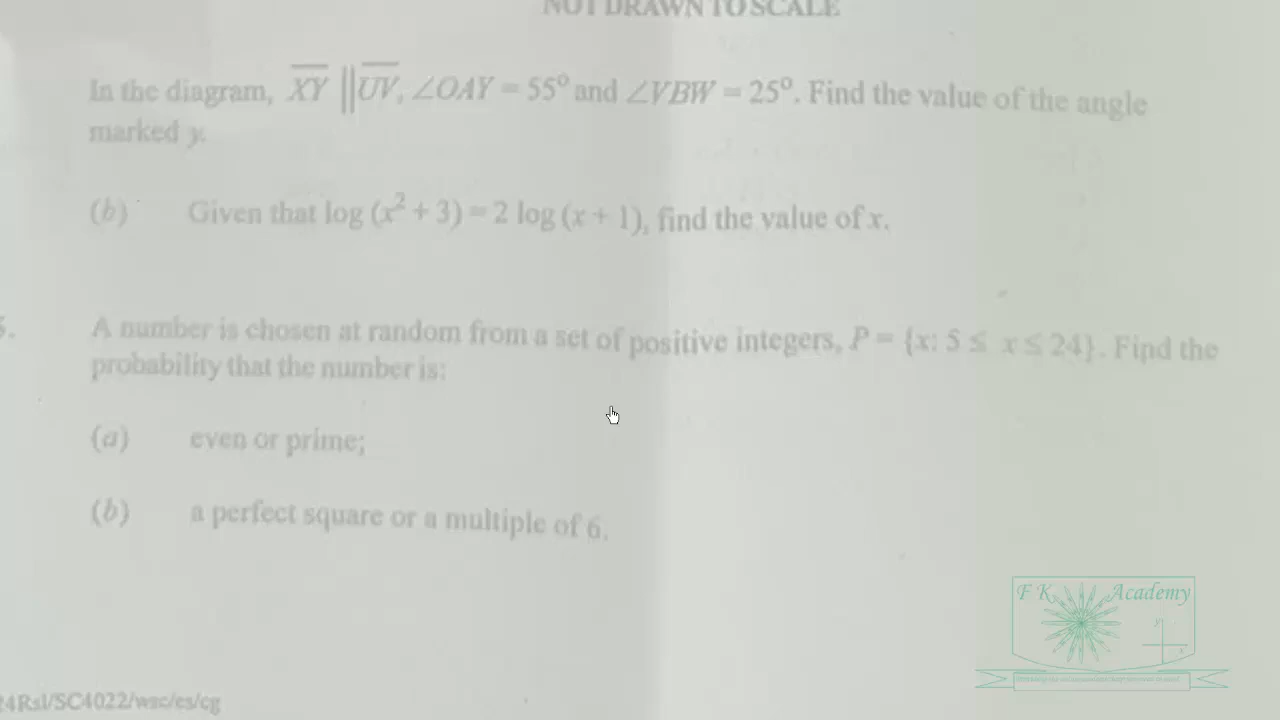 NOT DRAWN TO SCALE
In the diagram, XY || UV, ∠OAY = 55° and ∠VBW = 25°. Find the value of the angle
marked y.
(b) Given that log (x² + 3) = 2 log (x + 1), find the value of x.
A number is chosen at random from a set of positive integers, P = {x: 5 ≤ x ≤ 24}. Find the
probability that the number is:
(a) even or prime;
(b) a perfect square or a multiple of 6.
F K Academy
y
x
4Rsl/SC4022/wsc/es/cg